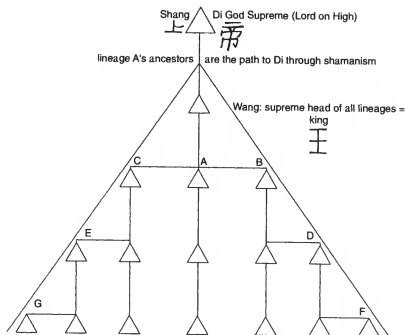 Shang Di God Supreme (Lord on High)
上 帝
lineage A's ancestors are the path to Di through shamanism
Wang: supreme head of all lineages =
king
王
C A B
E D
G F